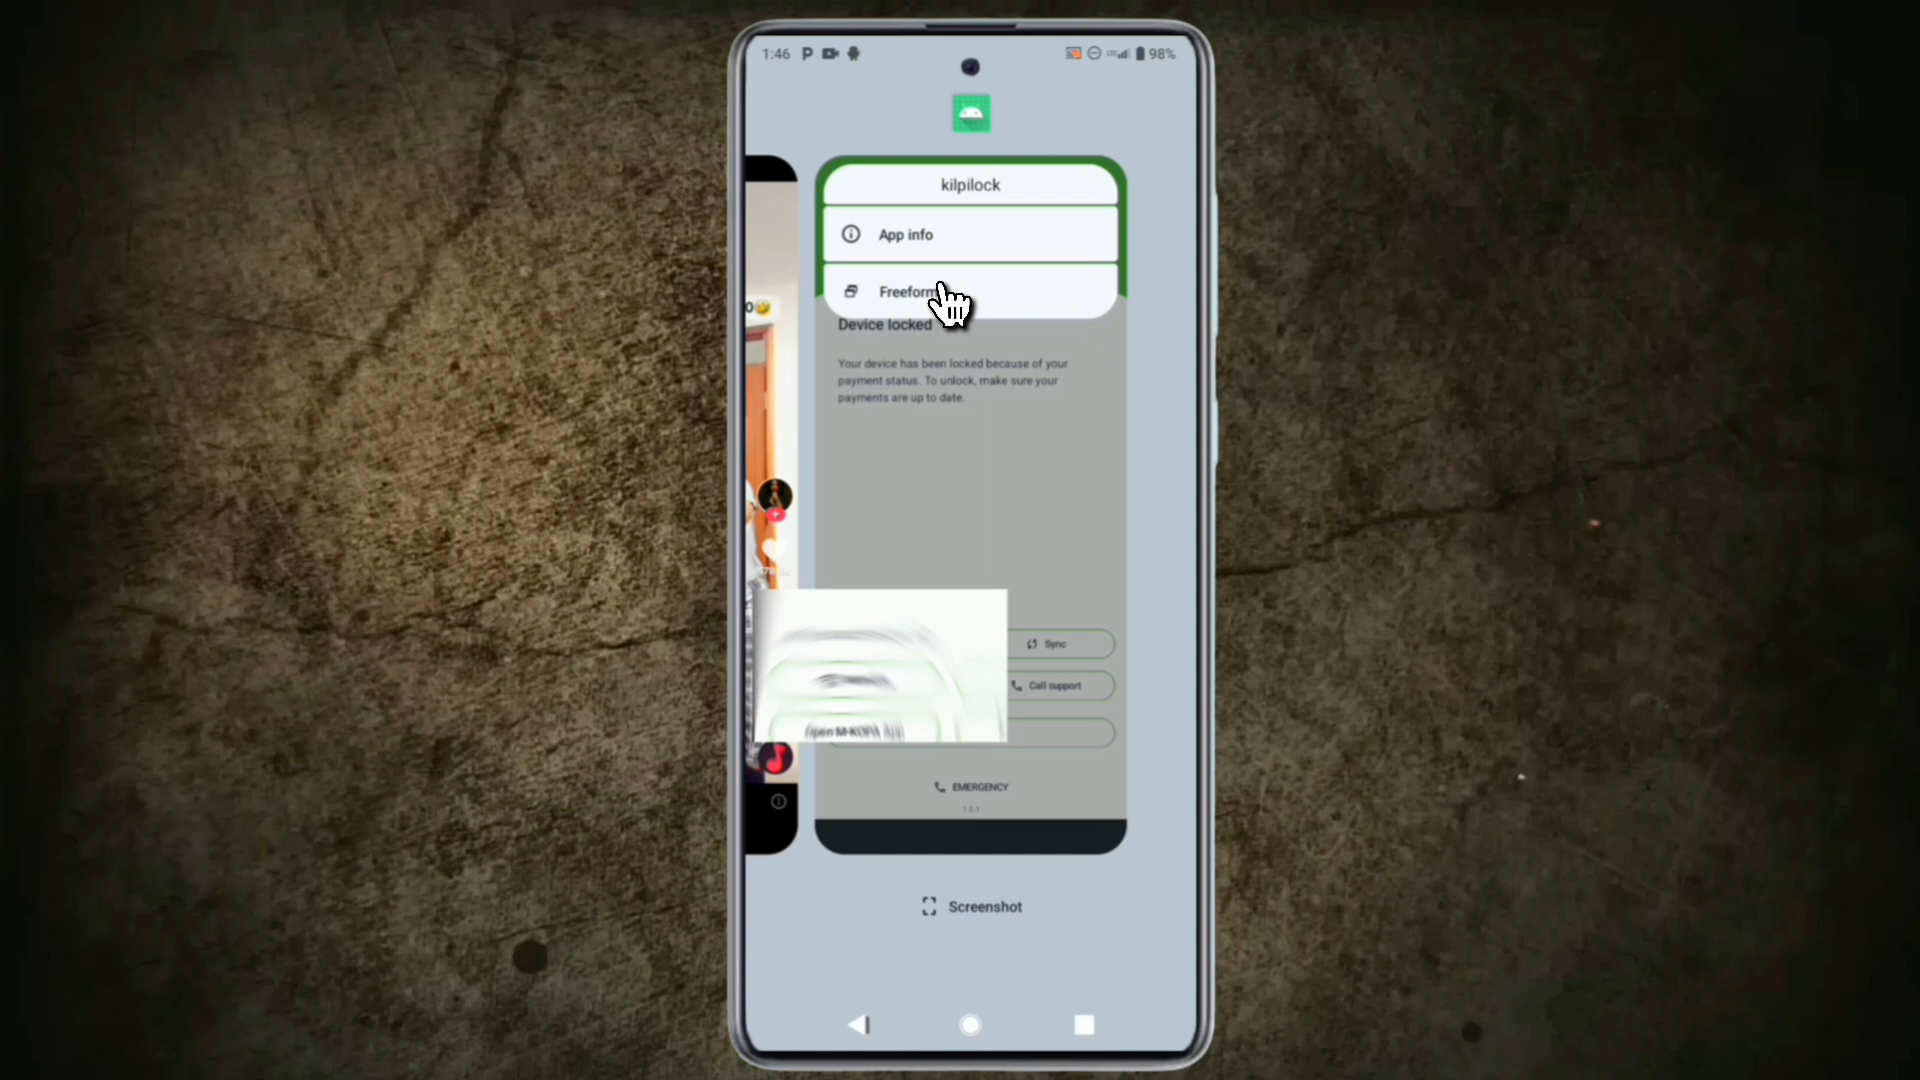 1:46
98%
kilpilock
App info
Freeform
Device locked
Your device has been locked because of your
payment status. To unlock, make sure your
payments are up to date.
Sync
Call support
EMERGENCY
Screenshot